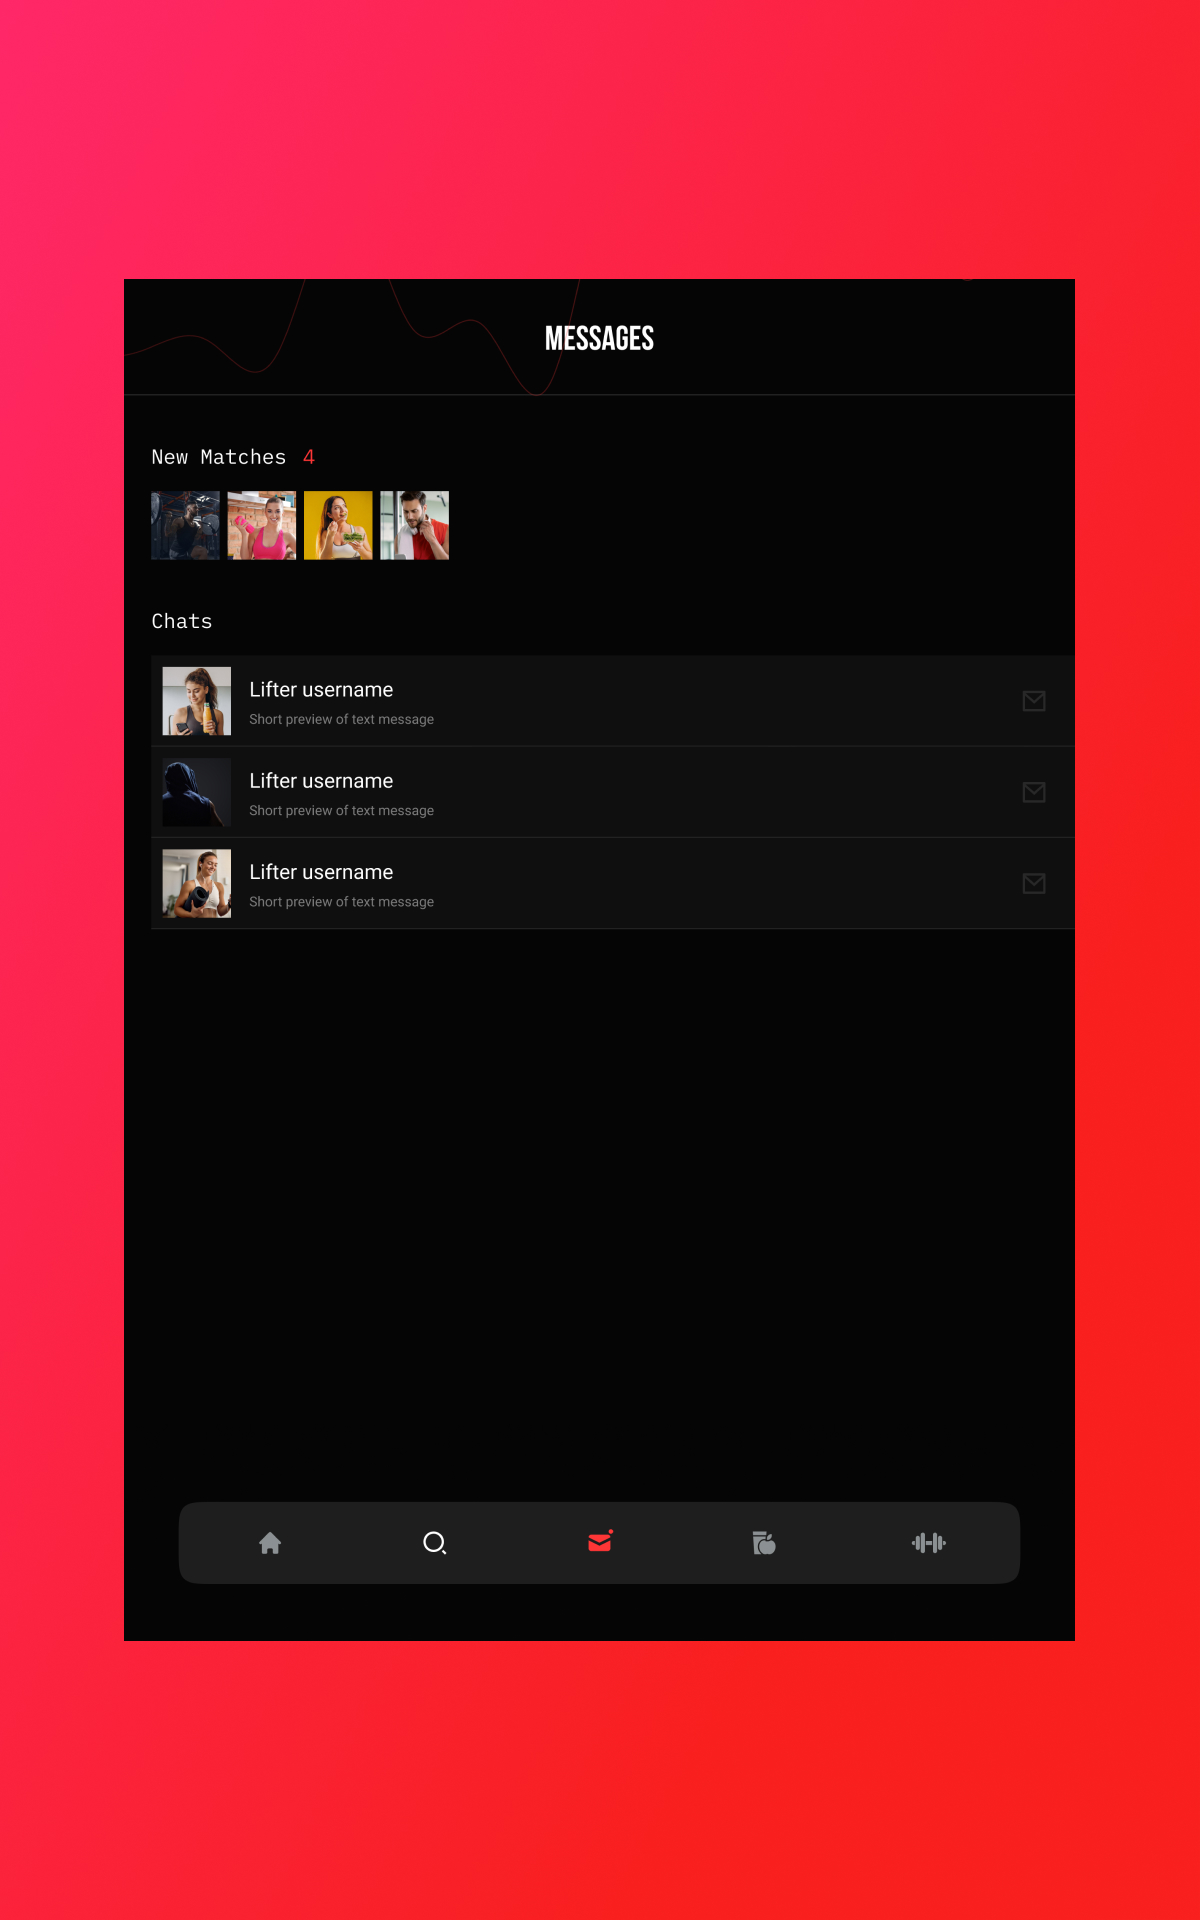 MESSAGES
New Matches 4
Chats
Lifter username
Short preview of text message
Lifter username
Short preview of text message
Lifter username
Short preview of text message